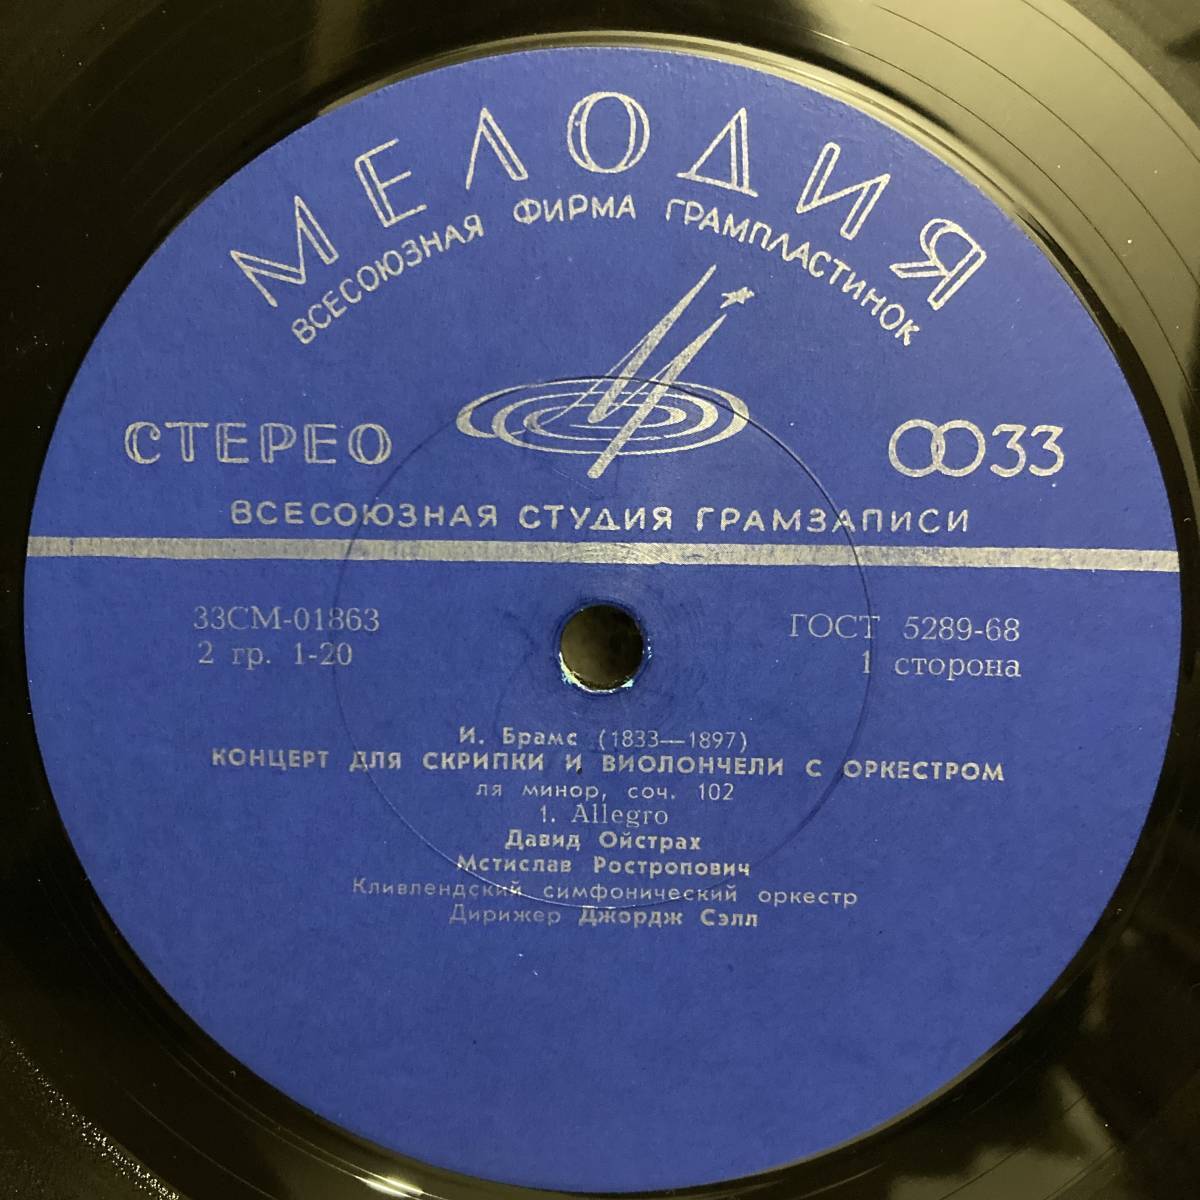 МЕЛОДИЯ
ВСЕСОЮЗНАЯ ФИРМА ГРАМПЛАСТИНОК
СТЕРЕО
33
ВСЕСОЮЗНАЯ СТУДИЯ ГРАМЗАПИСИ
33СМ-01863
ГОСТ 5289-68
2 гр. 1-20
1 сторона
И. Брамс (1833—1897)
КОНЦЕРТ ДЛЯ СКРИПКИ И ВИОЛОНЧЕЛИ С ОРКЕСТРОМ
ля минор, соч. 102
1. Allegro
Давид Ойстрах
Мстислав Ростропович
Кливлендский симфонический оркестр
Дирижер Джордж Сэлл